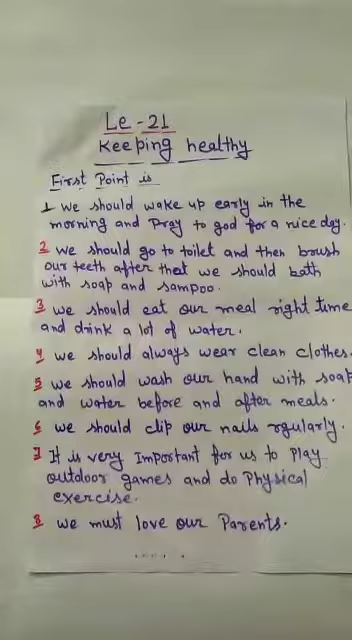 Le - 21
Keeping healthy
First Point is
1 we should wake up early in the
morning and Pray to god for a nice day.
2 we should go to toilet and then brush
our teeth after that we should bath
with soap and sampoo.
3 we should eat our meal right time
and drink a lot of water.
4 we should always wear clean clothes.
5 we should wash our hand with soap
and water before and after meals.
6 we should clip our nails rgularly.
7 It is very Important for us to Play
outdoor games and do Physical
exercise.
8 we must love our Parents.